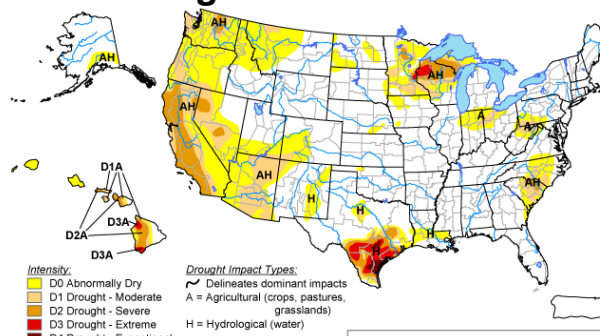 AH
AH
AH
AH
A
A
AH
AH
H
H
H
H
D1A
D3A
D2A
D3A
Intensity:
D0 Abnormally Dry
D1 Drought - Moderate
D2 Drought - Severe
D3 Drought - Extreme
Drought Impact Types:
Delineates dominant impacts
A = Agricultural (crops, pastures,
grasslands)
H = Hydrological (water)